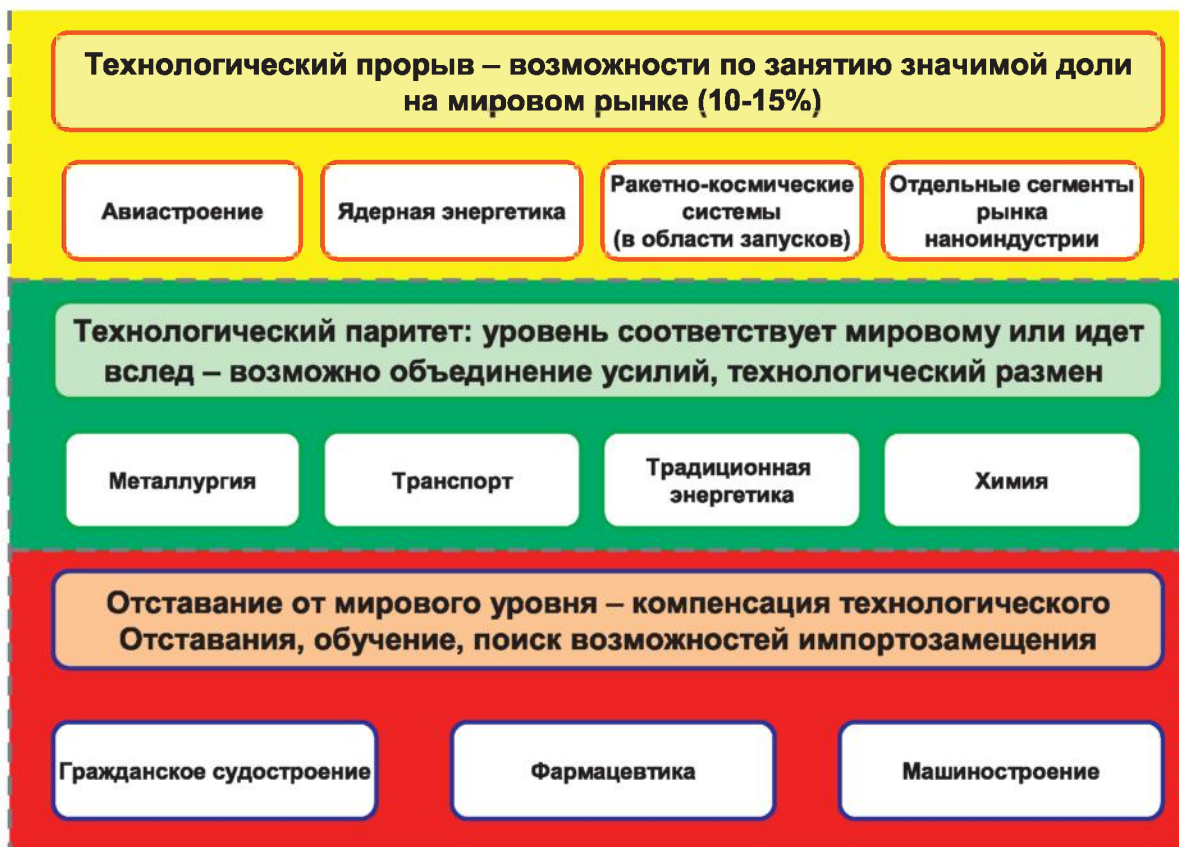 Технологический прорыв – возможности по занятию значимой доли
на мировом рынке (10-15%)
Авиастроение
Ядерная энергетика
Ракетно-космические
системы
(в области запусков)
Отдельные сегменты
рынка
наноиндустрии
Технологический паритет: уровень соответствует мировому или идет
вслед – возможно объединение усилий, технологический размен
Металлургия
Транспорт
Традиционная
энергетика
Химия
Отставание от мирового уровня – компенсация технологического
Отставания, обучение, поиск возможностей импортозамещения
Гражданское судостроение
Фармацевтика
Машиностроение